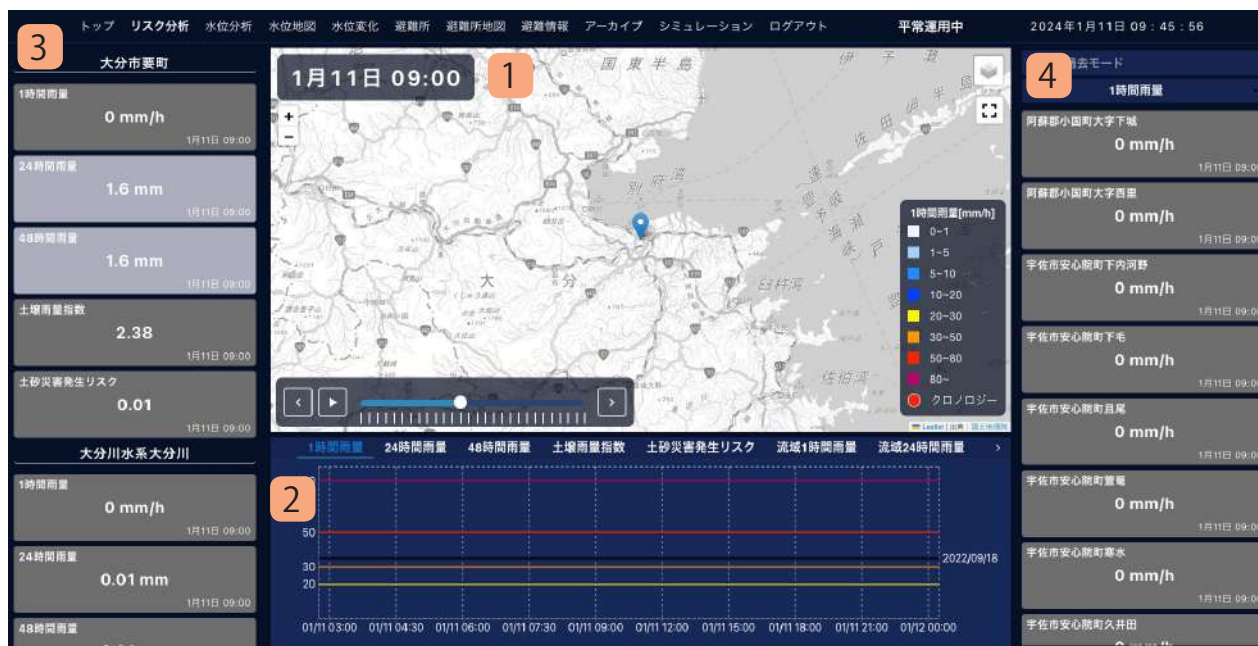 トップ リスク分析 水位分析 水位地図 水位変化 避難所 避難所地図 避難情報 アーカイブ シミュレーション ログアウト 平常運用中 2024年1月11日 09：45：56
3
大分市要町
1時間雨量
0 mm/h
1月11日 09:00
24時間雨量
1.6 mm
1月11日 09:00
48時間雨量
1.6 mm
1月11日 09:00
土壌雨量指数
2.38
1月11日 09:00
土砂災害発生リスク
0.01
1月11日 09:00
大分川水系大分川
1時間雨量
0 mm/h
1月11日 09:00
24時間雨量
0.01 mm
1月11日 09:00
48時間雨量
1月11日 09:00
1
国東半島
伊予灘
佐田岬半島
別府湾
大分
臼杵湾
佐伯湾
+
−
1時間雨量[mm/h]
0~1
1~5
5~10
10~20
20~30
30~50
50~80
80~
クロノロジー
Leaflet | 出典：国土地理院
1時間雨量 24時間雨量 48時間雨量 土壌雨量指数 土砂災害発生リスク 流域1時間雨量 流域24時間雨量
2
50
30
20
2022/09/18
01/11 03:00 01/11 04:30 01/11 06:00 01/11 07:30 01/11 09:00 01/11 12:00 01/11 15:00 01/11 18:00 01/11 21:00 01/12 00:00
4
去モード
1時間雨量
阿蘇郡小国町大字下城
0 mm/h
1月11日 09:00
阿蘇郡小国町大字西里
0 mm/h
1月11日 09:00
宇佐市安心院町下内河野
0 mm/h
1月11日 09:00
宇佐市安心院町下毛
0 mm/h
1月11日 09:00
宇佐市安心院町且尾
0 mm/h
1月11日 09:00
宇佐市安心院町萱籠
0 mm/h
1月11日 09:00
宇佐市安心院町寒水
0 mm/h
1月11日 09:00
宇佐市安心院町久井田